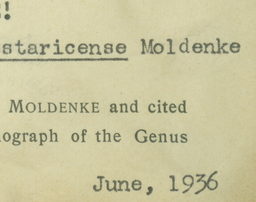 !
staricense Moldenke
MOLDENKE and cited
ograph of the Genus
June, 1936